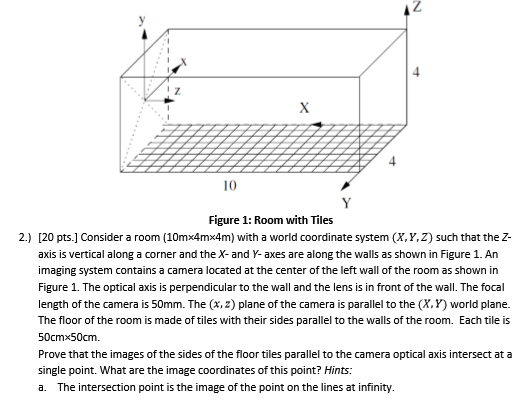 Z
y
x
4
z
X
4
10
Y
Figure 1: Room with Tiles
2.) [20 pts.] Consider a room (10m×4m×4m) with a world coordinate system (X,Y,Z) such that the Z-
axis is vertical along a corner and the X- and Y- axes are along the walls as shown in Figure 1. An
imaging system contains a camera located at the center of the left wall of the room as shown in
Figure 1. The optical axis is perpendicular to the wall and the lens is in front of the wall. The focal
length of the camera is 50mm. The (x,z) plane of the camera is parallel to the (X,Y) world plane.
The floor of the room is made of tiles with their sides parallel to the walls of the room. Each tile is
50cm×50cm.
Prove that the images of the sides of the floor tiles parallel to the camera optical axis intersect at a
single point. What are the image coordinates of this point? Hints:
a. The intersection point is the image of the point on the lines at infinity.